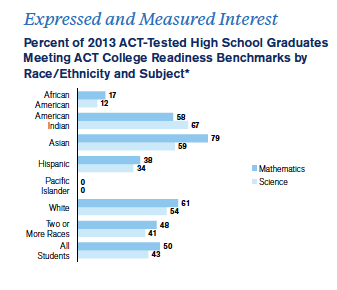 Expressed and Measured Interest
Percent of 2013 ACT-Tested High School Graduates
Meeting ACT College Readiness Benchmarks by
Race/Ethnicity and Subject*
African
American
17
12
American
Indian
58
67
Asian
79
59
Hispanic
38
34
Pacific
Islander
0
0
White
61
54
Two or
More Races
48
41
All
Students
50
43
Mathematics
Science